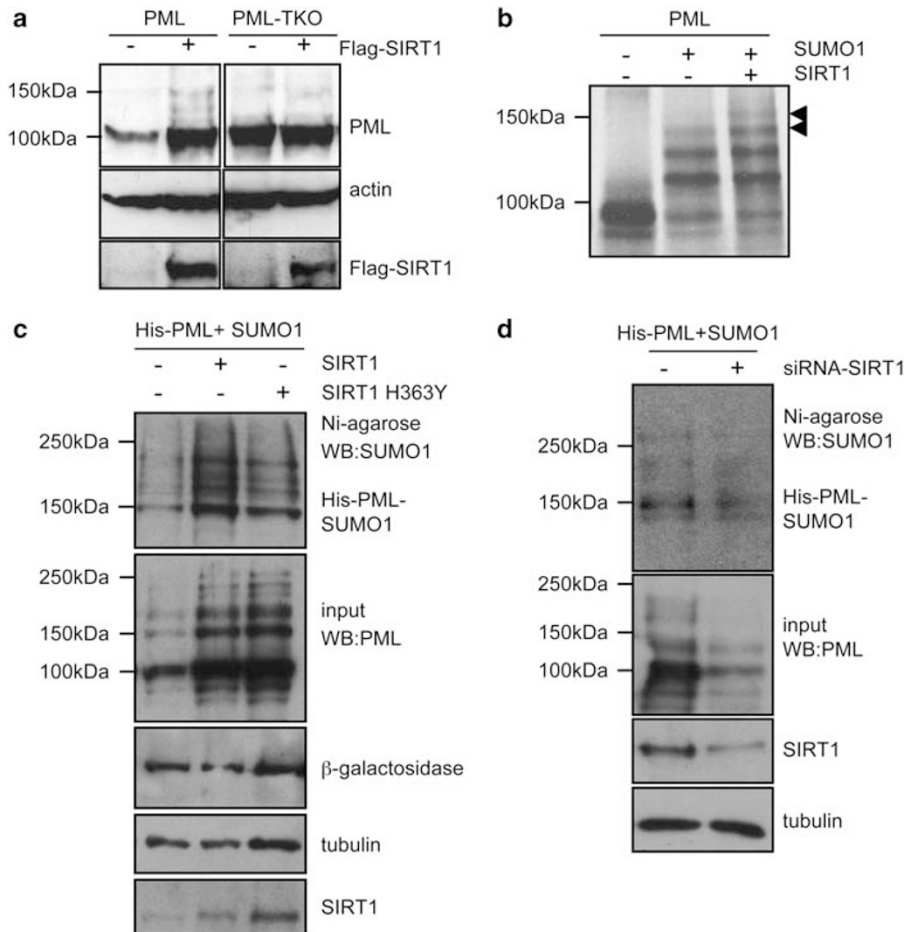 a
PML PML-TKO
- + - + Flag-SIRT1
150kDa
100kDa
PML
actin
Flag-SIRT1
b
PML
- + + SUMO1
- - + SIRT1
150kDa
100kDa
c
His-PML+ SUMO1
- + - SIRT1
- - + SIRT1 H363Y
250kDa
150kDa
Ni-agarose
WB:SUMO1
His-PML-
SUMO1
250kDa
150kDa
100kDa
input
WB:PML
β-galactosidase
tubulin
SIRT1
d
His-PML+SUMO1
- + siRNA-SIRT1
250kDa
150kDa
Ni-agarose
WB:SUMO1
His-PML-
SUMO1
250kDa
150kDa
100kDa
input
WB:PML
SIRT1
tubulin